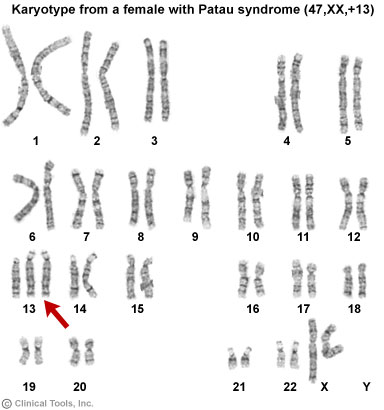 Karyotype from a female with Patau syndrome (47,XX,+13)
1 2 3 4 5
6 7 8 9 10 11 12
13 14 15 16 17 18
19 20 21 22 X Y
© Clinical Tools, Inc.